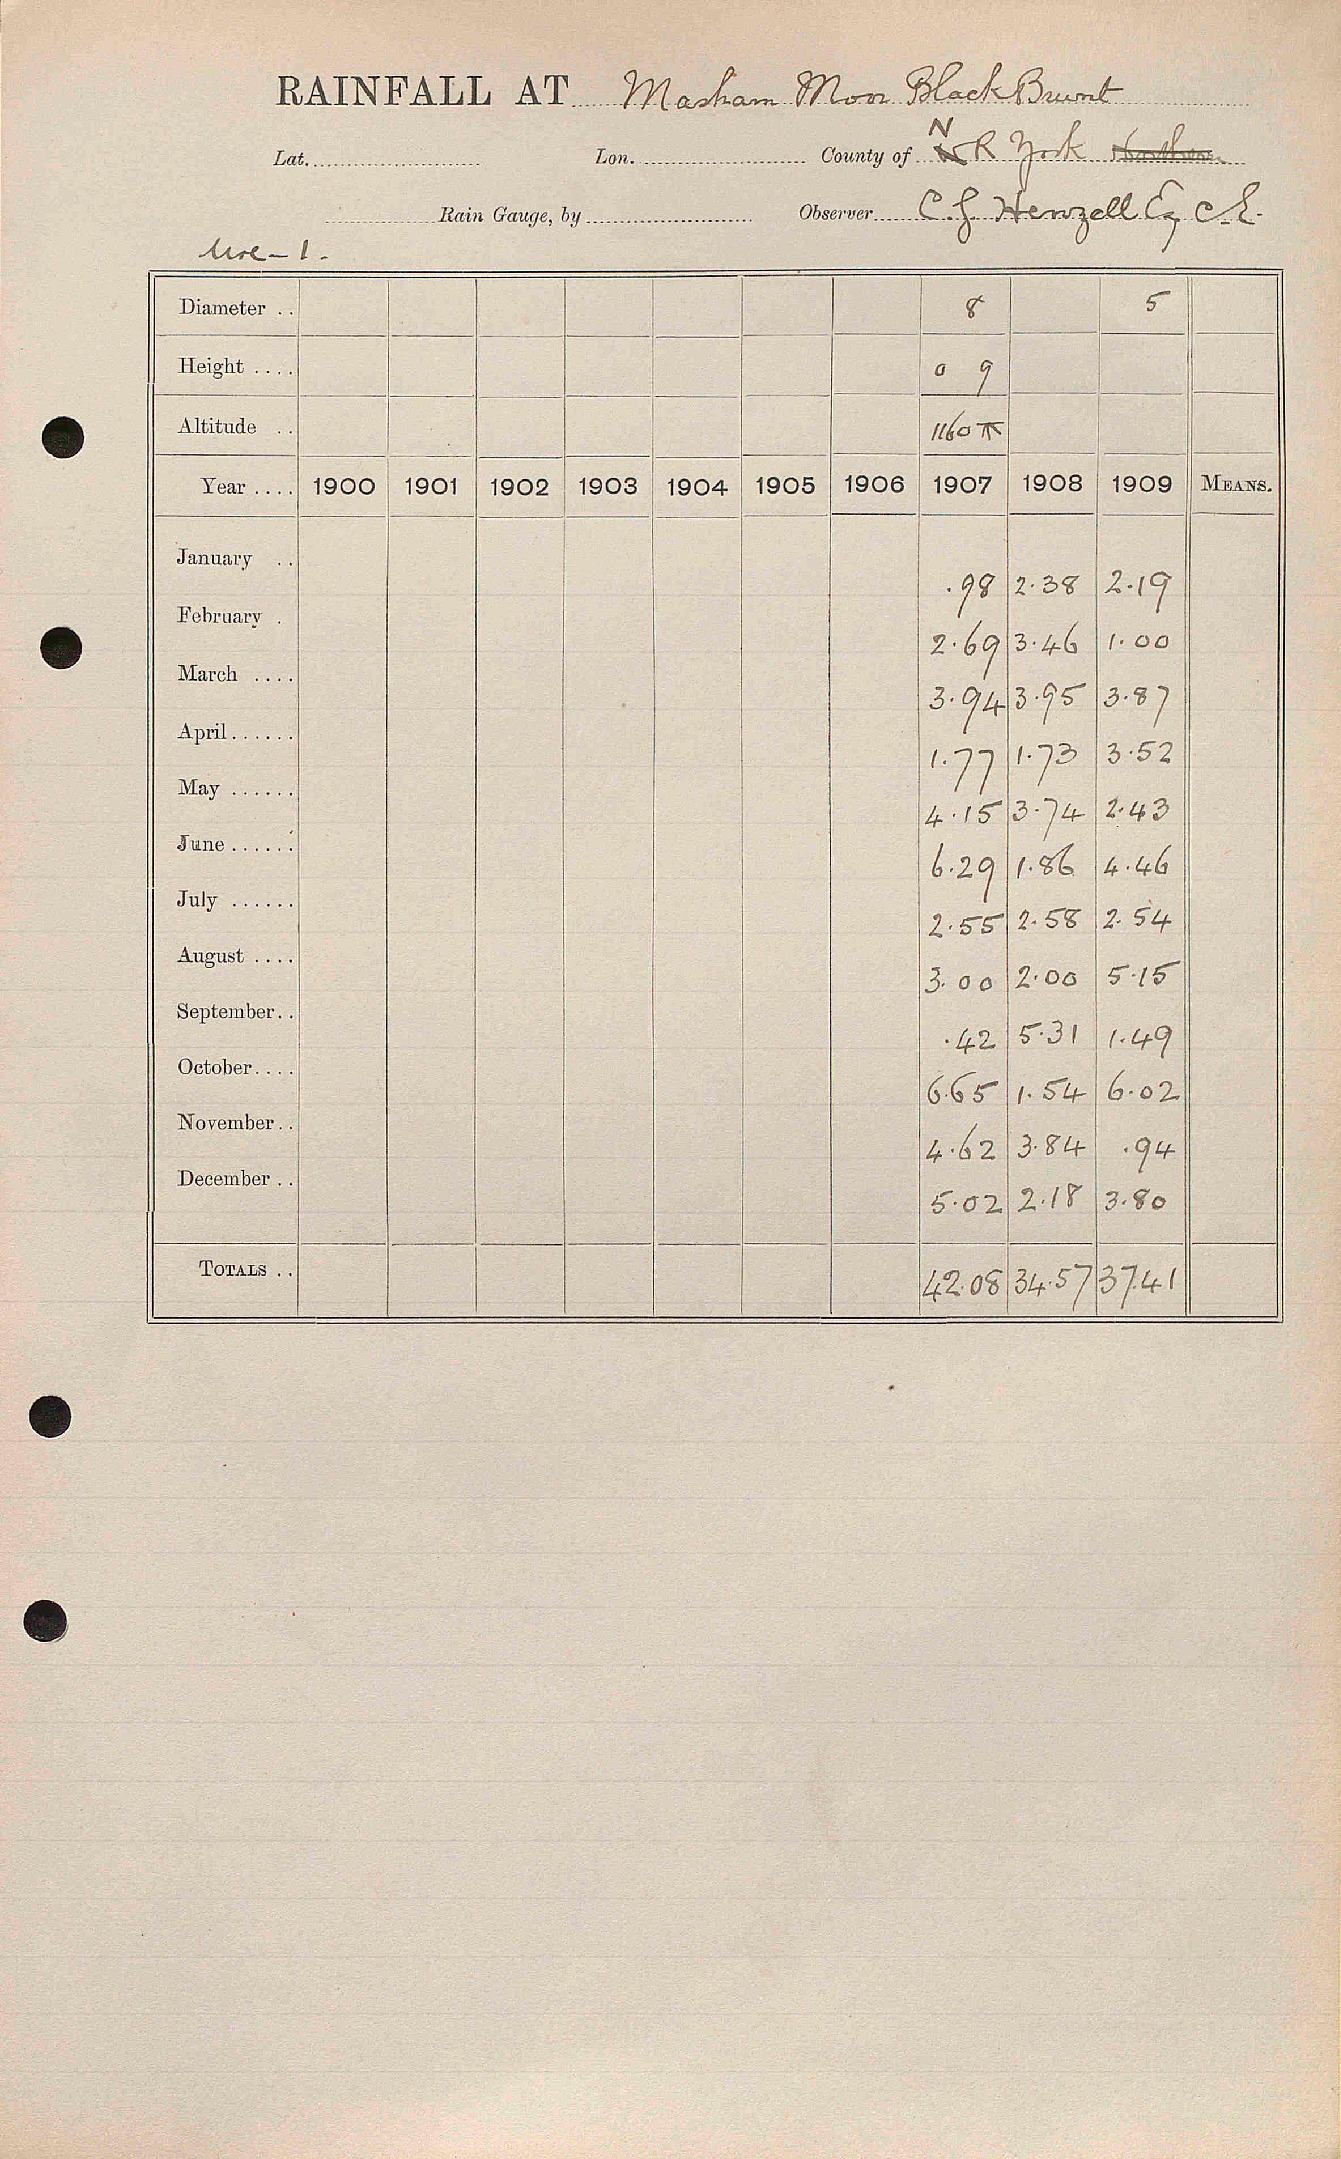 RAINFALL AT Masham Moor Black Brunt
Lat. Lon. County of N R York
Rain Gauge, by Observer C. G. Henzell Esq C.E.
Ure - 1.
Diameter .. 8 5
Height .... 0 9
Altitude .. 1160
Year .... 1900 1901 1902 1903 1904 1905 1906 1907 1908 1909 MEANS.
January .. .98 2.38 2.19
February . 2.69 3.46 1.00
March .... 3.94 3.95 3.87
April...... 1.77 1.73 3.52
May ...... 4.15 3.74 2.43
June ...... 6.29 1.86 4.46
July ...... 2.55 2.58 2.54
August .... 3.00 2.00 5.15
September.. .42 5.31 1.49
October.... 6.65 1.54 6.02
November.. 4.62 3.84 .94
December .. 5.02 2.18 3.80
TOTALS .. 42.08 34.57 37.41